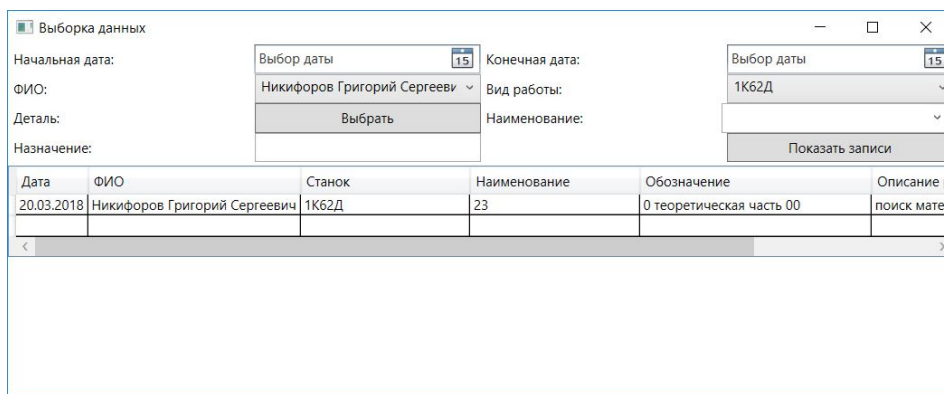 Выборка данных
Начальная дата: Выбор даты 15 Конечная дата: Выбор даты 15
ФИО: Никифоров Григорий Сергееви Вид работы: 1К62Д
Деталь: Выбрать Наименование:
Назначение: Показать записи
Дата ФИО Станок Наименование Обозначение Описание
20.03.2018 Никифоров Григорий Сергеевич 1К62Д 23 0 теоретическая часть 00 поиск мате